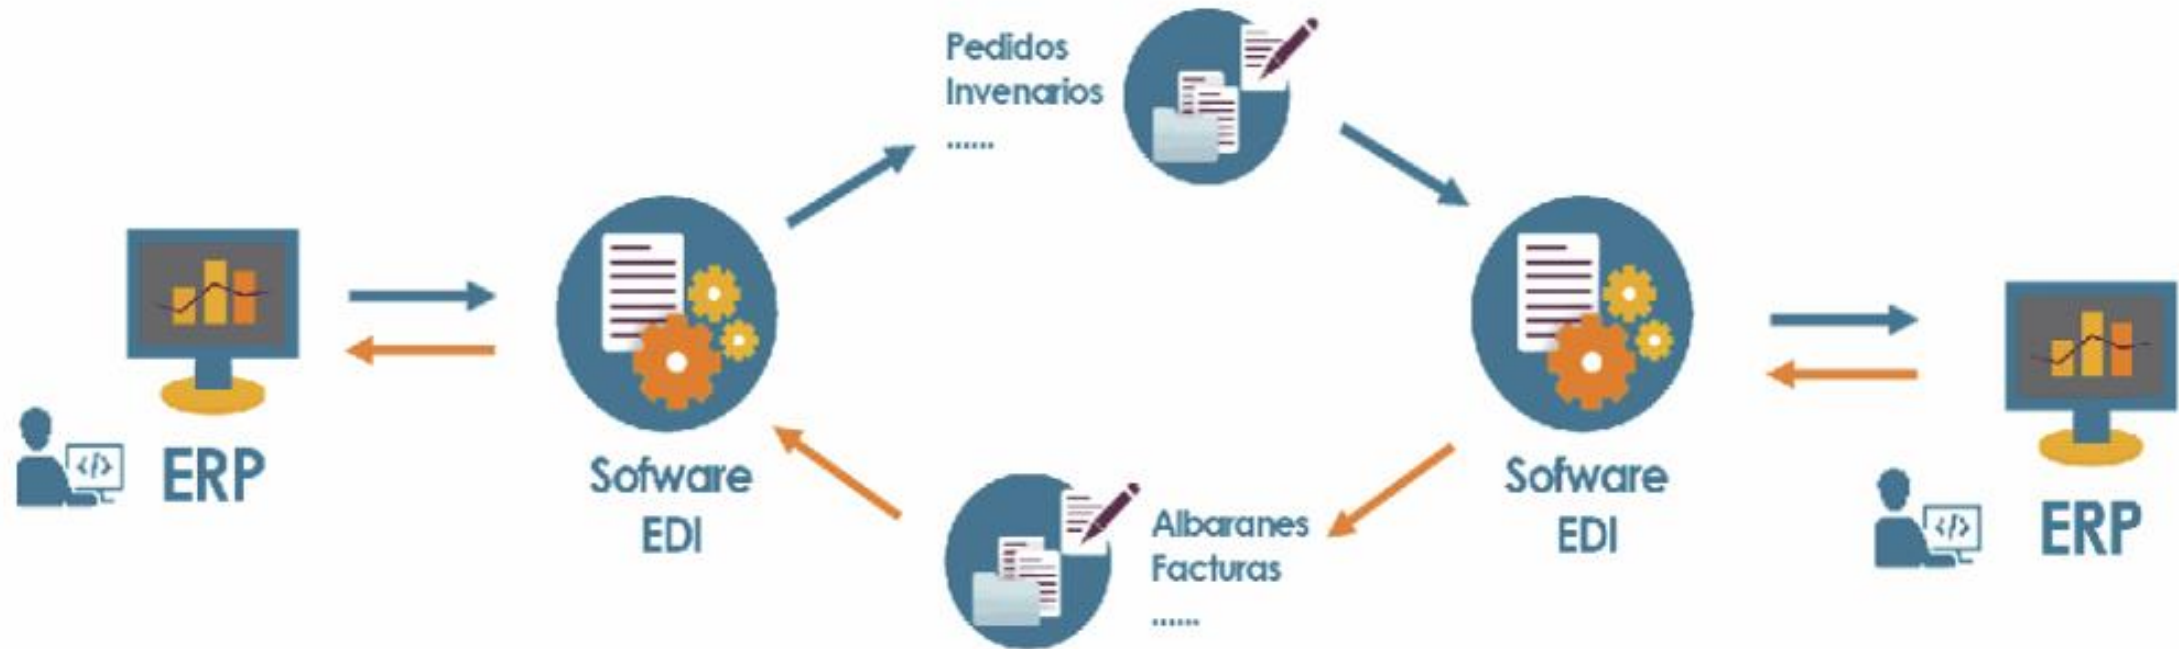 Pedidos
Invenarios
......
ERP
Sofware
EDI
Albaranes
Facturas
......
Sofware
EDI
ERP